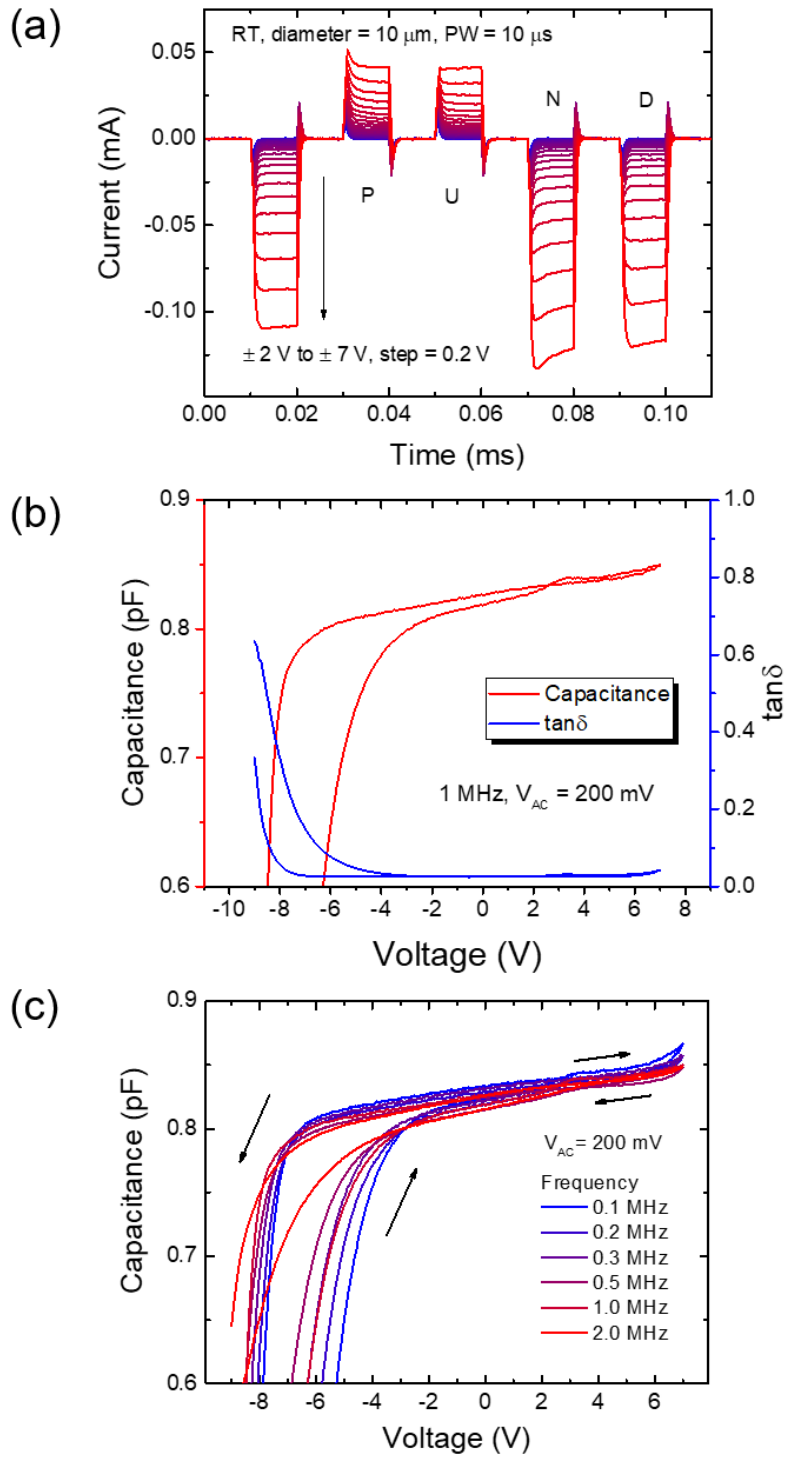 (a)
RT, diameter = 10 μm, PW = 10 μs
0.05
0.00
-0.05
-0.10
Current (mA)
P
U
N
D
± 2 V to ± 7 V, step = 0.2 V
0.00
0.02
0.04
0.06
0.08
0.10
Time (ms)
(b)
0.9
0.8
0.7
0.6
Capacitance (pF)
1.0
0.8
0.6
0.4
0.2
0.0
tanδ
Capacitance
tanδ
1 MHz, VAC = 200 mV
-10
-8
-6
-4
-2
0
2
4
6
8
Voltage (V)
(c)
0.9
0.8
0.7
0.6
Capacitance (pF)
VAC = 200 mV
Frequency
0.1 MHz
0.2 MHz
0.3 MHz
0.5 MHz
1.0 MHz
2.0 MHz
-8
-6
-4
-2
0
2
4
6
Voltage (V)